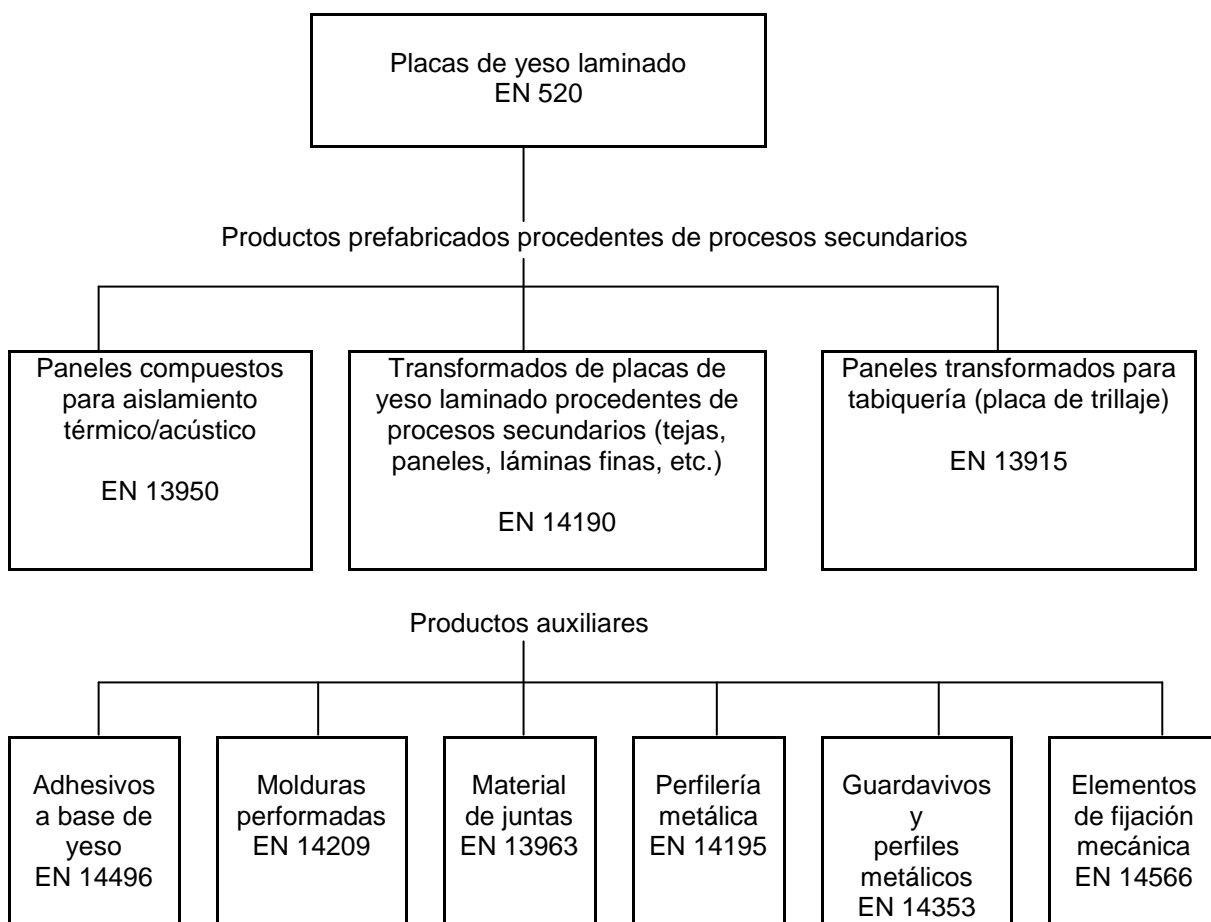 Placas de yeso laminado
EN 520
Productos prefabricados procedentes de procesos secundarios
Paneles compuestos
para aislamiento
térmico/acústico
EN 13950
Transformados de placas de
yeso laminado procedentes de
procesos secundarios (tejas,
paneles, láminas finas, etc.)
EN 14190
Paneles transformados para
tabiquería (placa de trillaje)
EN 13915
Productos auxiliares
Adhesivos
a base de
yeso
EN 14496
Molduras
performadas
EN 14209
Material
de juntas
EN 13963
Perfilería
metálica
EN 14195
Guardavivos
y
perfiles
metálicos
EN 14353
Elementos
de fijación
mecánica
EN 14566